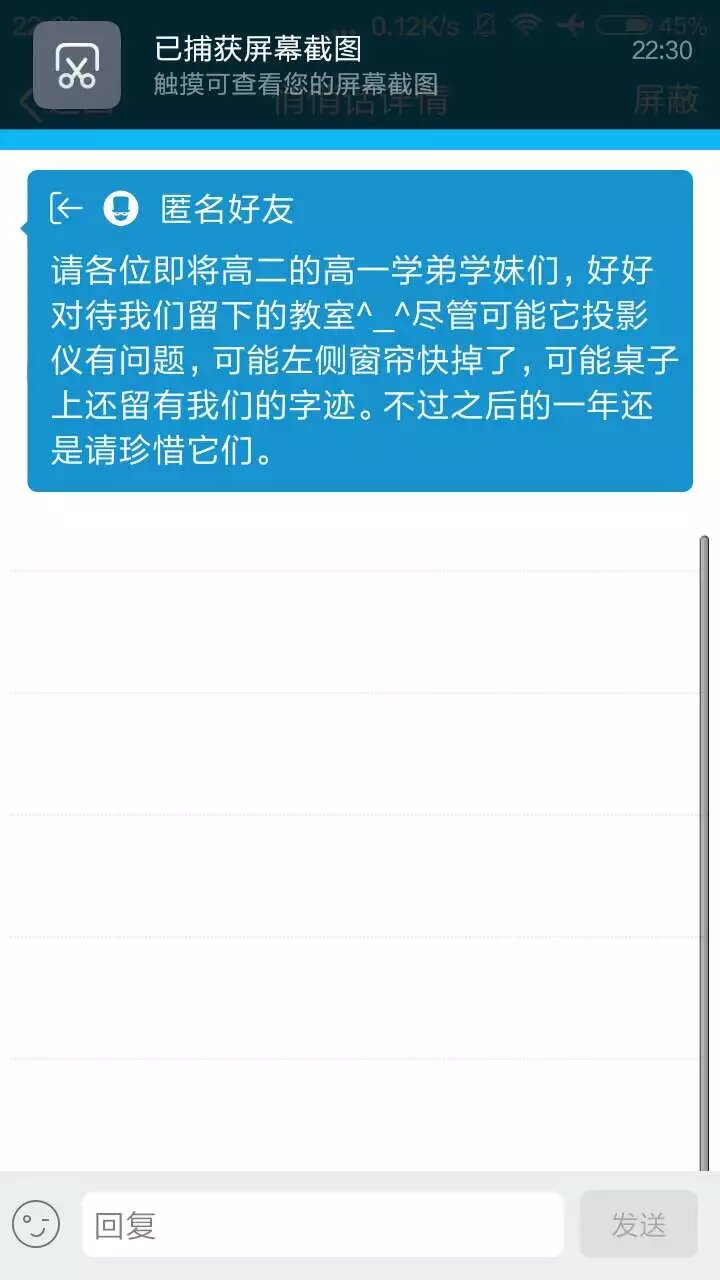 0.12K/s
45%
已捕获屏幕截图
22:30
触摸可查看您的屏幕截图
悄悄话详情
屏蔽
匿名好友
请各位即将高二的高一学弟学妹们，好好
对待我们留下的教室^_^尽管可能它投影
仪有问题，可能左侧窗帘快掉了，可能桌子
上还留有我们的字迹。不过之后的一年还
是请珍惜它们。
回复
发送